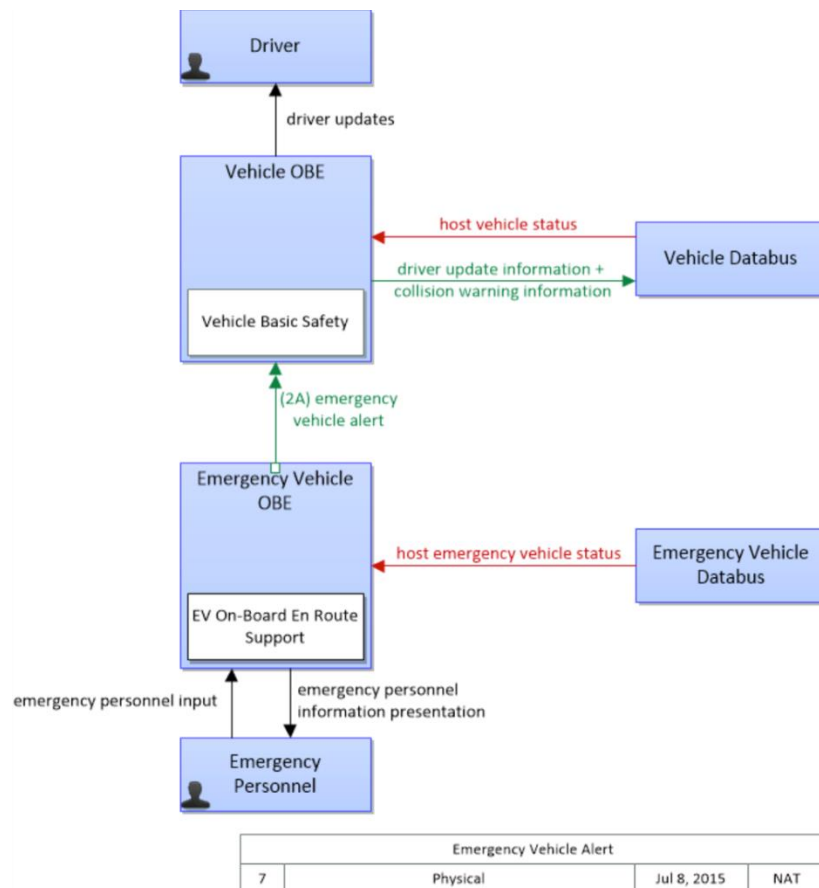 Driver
driver updates
Vehicle OBE
host vehicle status
Vehicle Databus
driver update information +
collision warning information
Vehicle Basic Safety
(2A) emergency
vehicle alert
Emergency Vehicle
OBE
host emergency vehicle status
Emergency Vehicle
Databus
EV On-Board En Route
Support
emergency personnel input
emergency personnel
information presentation
Emergency
Personnel
Emergency Vehicle Alert
7 Physical Jul 8, 2015 NAT